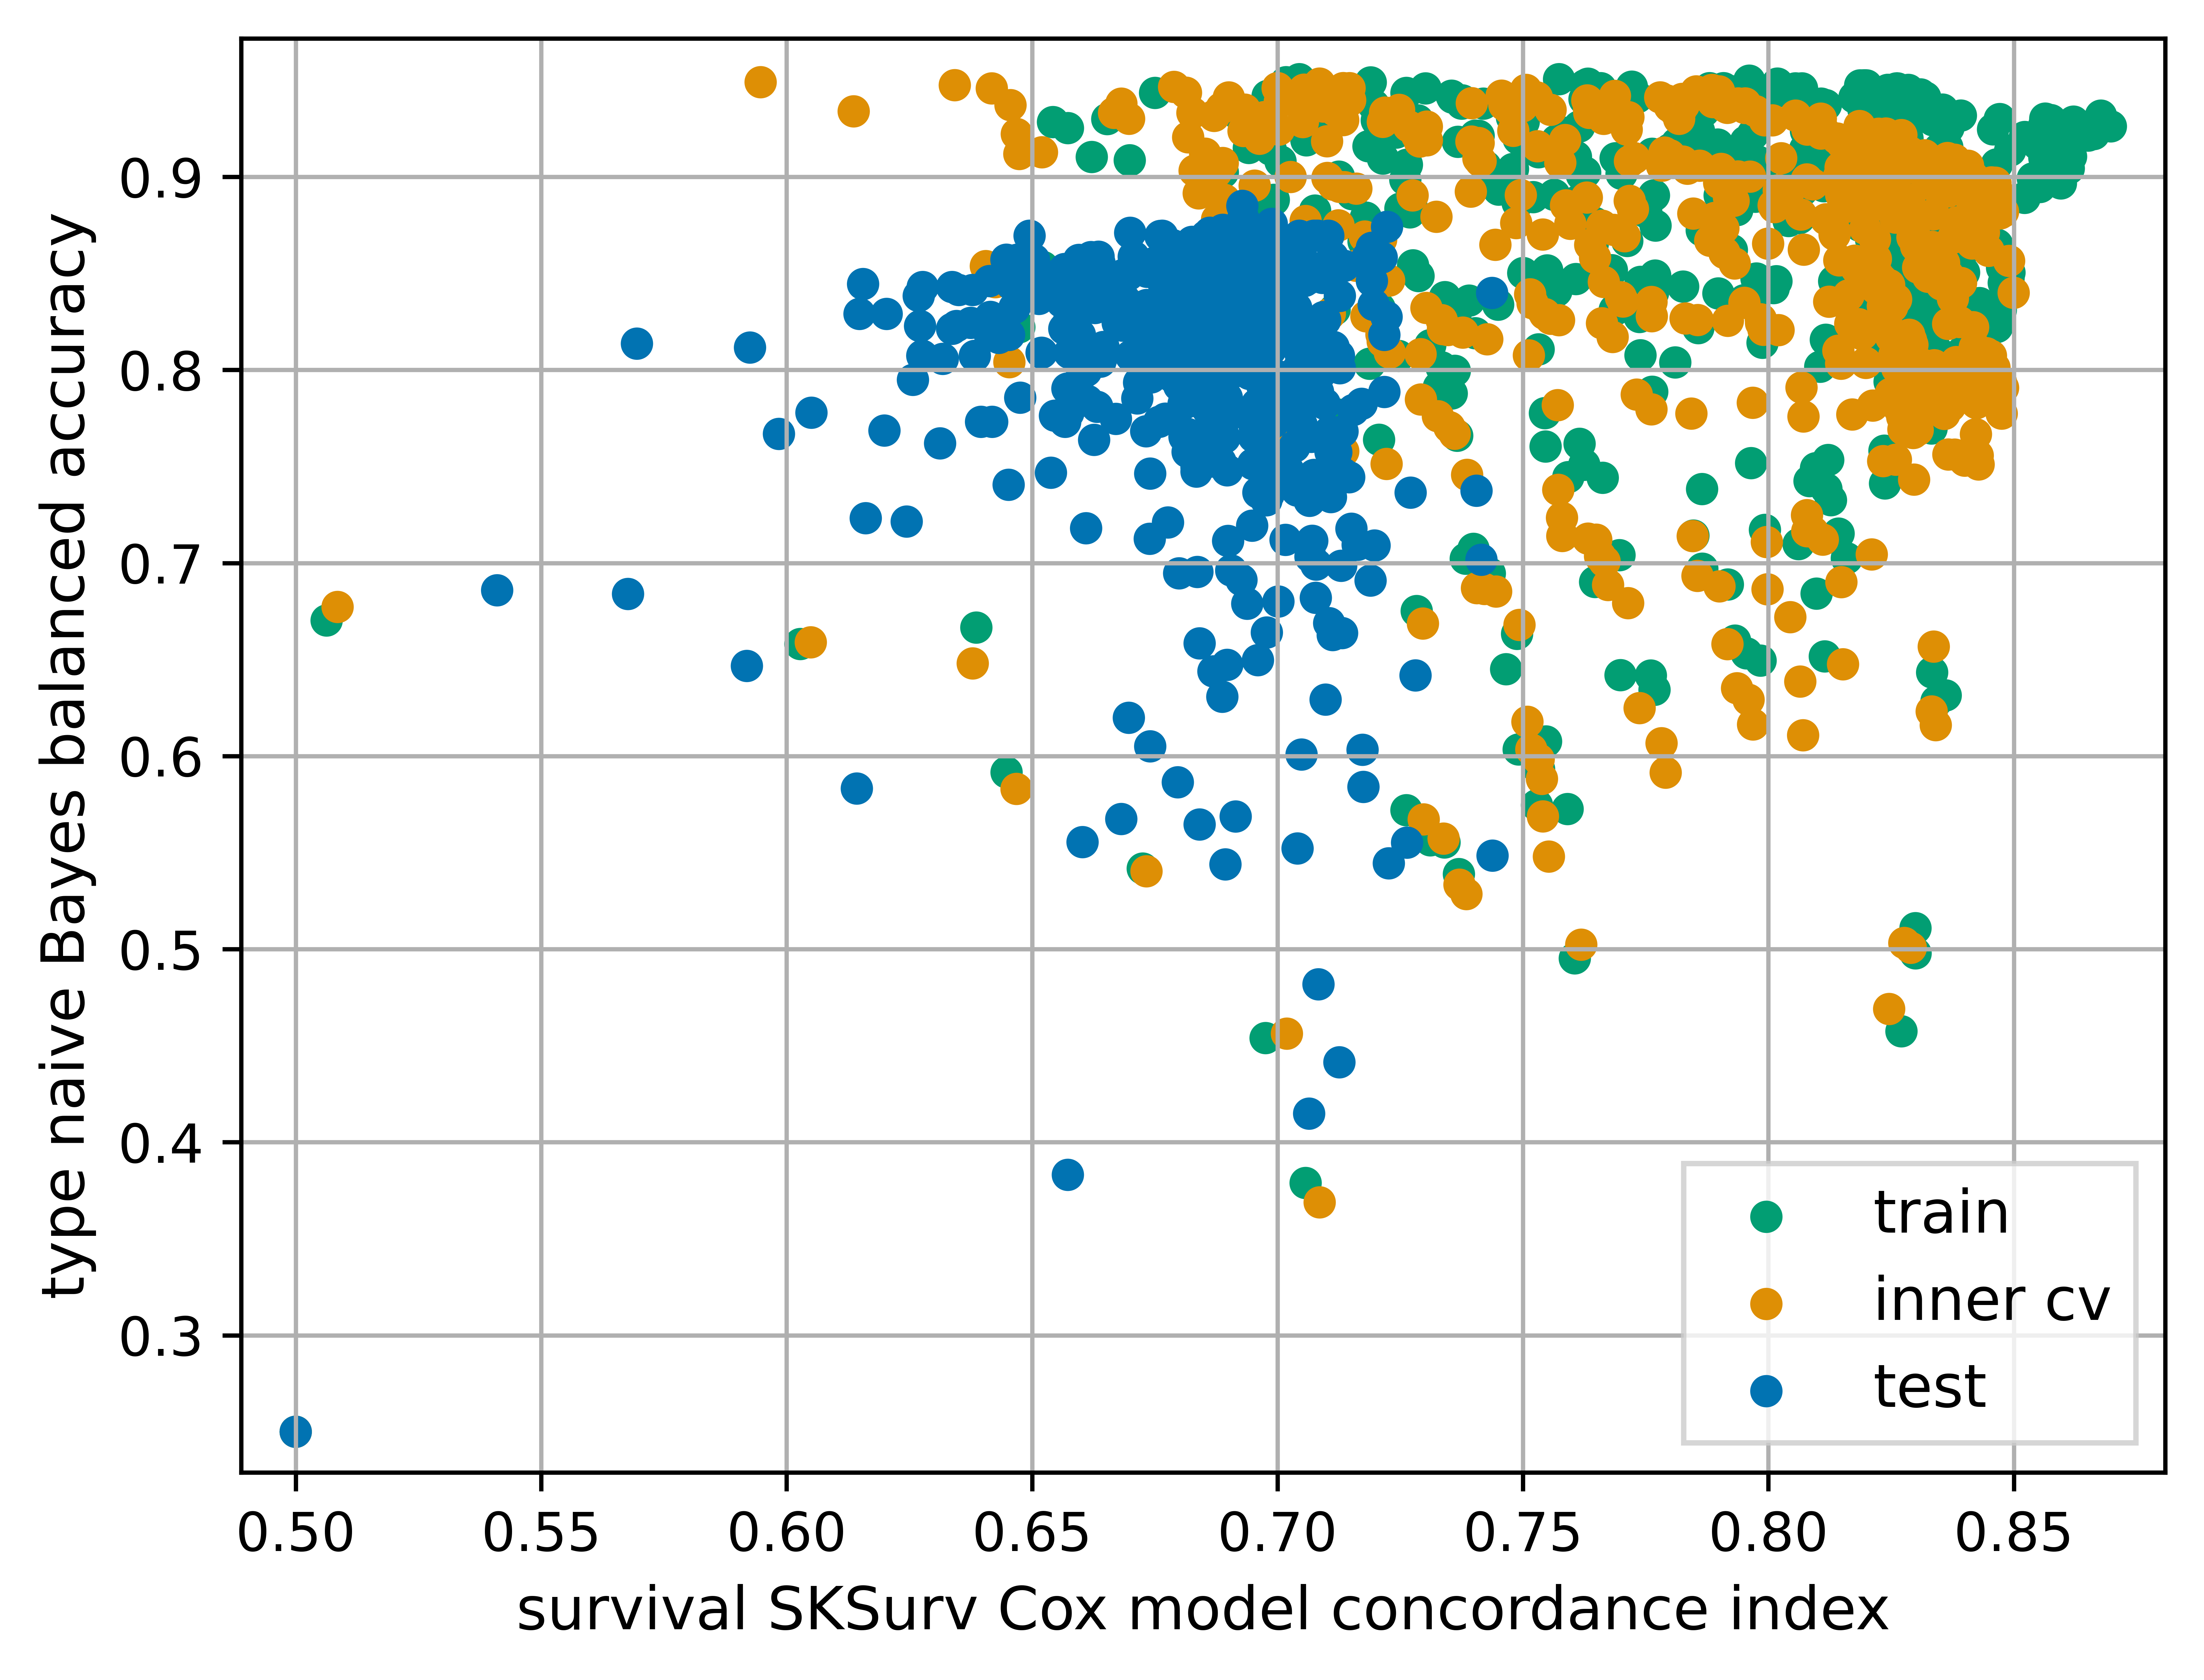 type naive Bayes balanced accuracy
0.9
0.8
0.7
0.6
0.5
0.4
0.3
train
inner cv
test
0.50 0.55 0.60 0.65 0.70 0.75 0.80 0.85
survival SKSurv Cox model concordance index